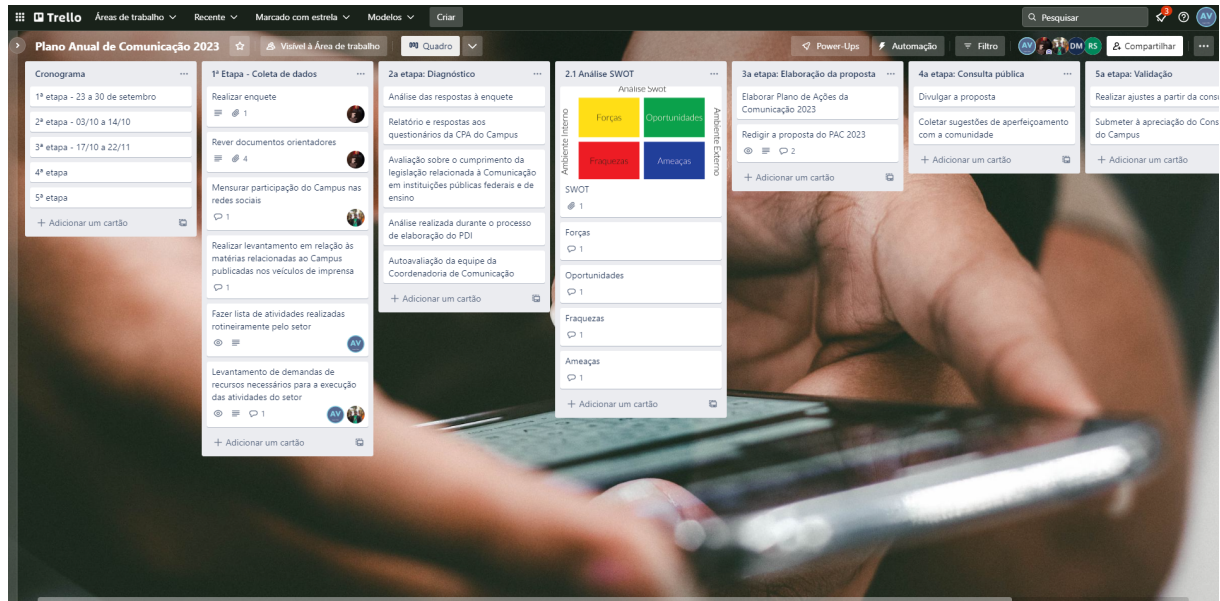 Trello
Áreas de trabalho
Recente
Marcado com estrela
Modelos
Criar
Pesquisar
3
AV
Plano Anual de Comunicação 2023
Visível à Área de trabalho
Quadro
Power-Ups
Automação
Filtro
AV
DM
RS
Compartilhar
Cronograma
1ª etapa - 23 a 30 de setembro
2ª etapa - 03/10 a 14/10
3ª etapa - 17/10 a 22/11
4ª etapa
5ª etapa
+ Adicionar um cartão
1ª Etapa - Coleta de dados
Realizar enquete
1
Rever documentos orientadores
4
Mensurar participação do Campus nas
redes sociais
1
Realizar levantamento em relação às
matérias relacionadas ao Campus
publicadas nos veículos de imprensa
1
Fazer lista de atividades realizadas
rotineiramente pelo setor
AV
Levantamento de demandas de
recursos necessários para a execução
das atividades do setor
1
AV
+ Adicionar um cartão
2a etapa: Diagnóstico
Análise das respostas à enquete
Relatório e respostas aos
questionários da CPA do Campus
Avaliação sobre o cumprimento da
legislação relacionada à Comunicação
em instituições públicas federais e de
ensino
Análise realizada durante o processo
de elaboração do PDI
Autoavaliação da equipe da
Coordenadoria de Comunicação
+ Adicionar um cartão
2.1 Análise SWOT
Análise Swot
Ambiente Interno
Forças
Oportunidades
Fraquezas
Ameaças
Ambiente Externo
SWOT
1
Forças
1
Oportunidades
1
Fraquezas
1
Ameaças
1
+ Adicionar um cartão
3a etapa: Elaboração da proposta
Elaborar Plano de Ações da
Comunicação 2023
Redigir a proposta do PAC 2023
2
+ Adicionar um cartão
4a etapa: Consulta pública
Divulgar a proposta
Coletar sugestões de aperfeiçoamento
com a comunidade
+ Adicionar um cartão
5a etapa: Validação
Realizar ajustes a partir da cons
Submeter à apreciação do Cons
do Campus
+ Adicionar um cartão